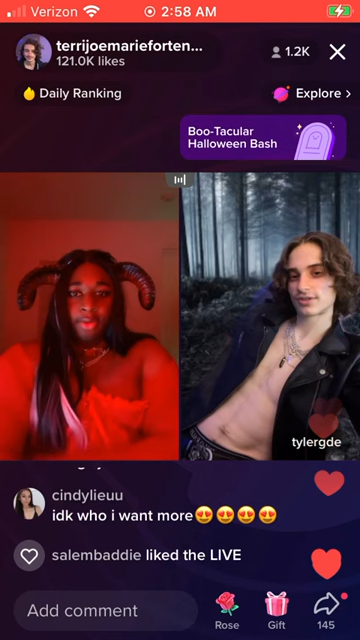 Verizon 2:58 AM
terrijoemarieforten... 1.2K
121.0K likes
Daily Ranking Explore >
Boo-Tacular
Halloween Bash
tylergde
cindylieuu
idk who i want more😍😍😍😍
salembaddie liked the LIVE
Add comment
Rose Gift 145